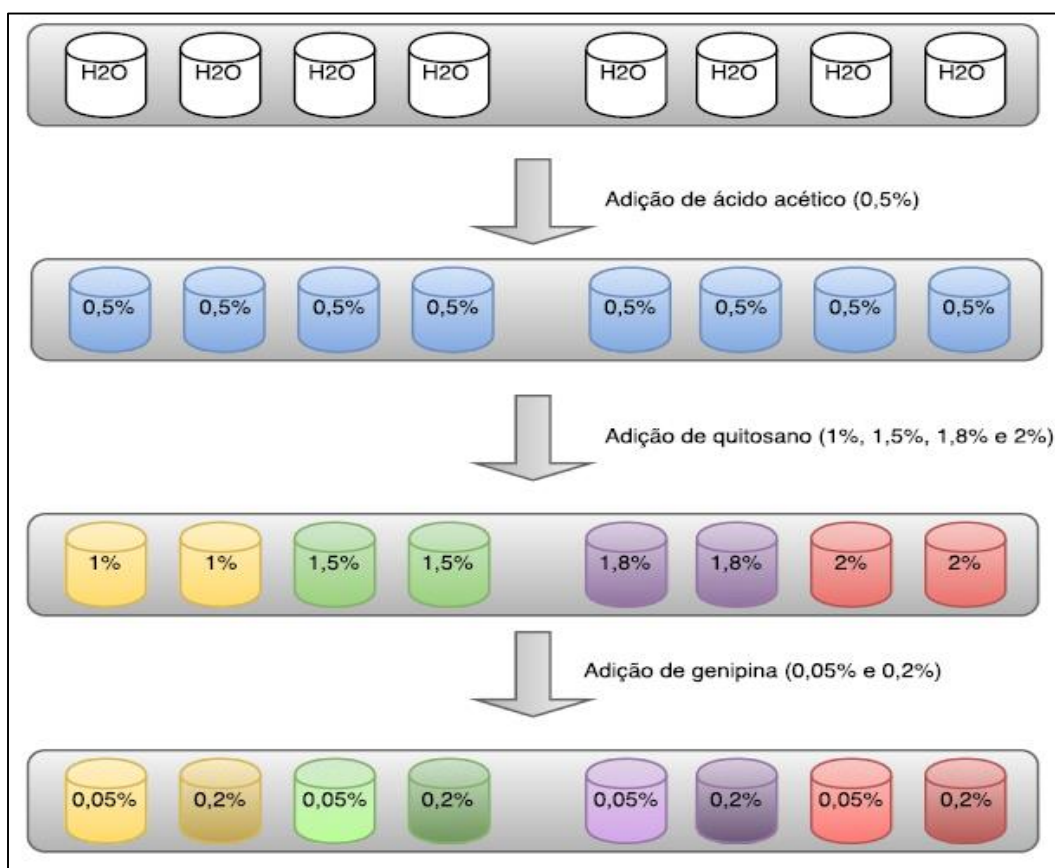 H2O H2O H2O H2O H2O H2O H2O H2O
Adição de ácido acético (0,5%)
0,5% 0,5% 0,5% 0,5% 0,5% 0,5% 0,5% 0,5%
Adição de quitosano (1%, 1,5%, 1,8% e 2%)
1% 1% 1,5% 1,5% 1,8% 1,8% 2% 2%
Adição de genipina (0,05% e 0,2%)
0,05% 0,2% 0,05% 0,2% 0,05% 0,2% 0,05% 0,2%